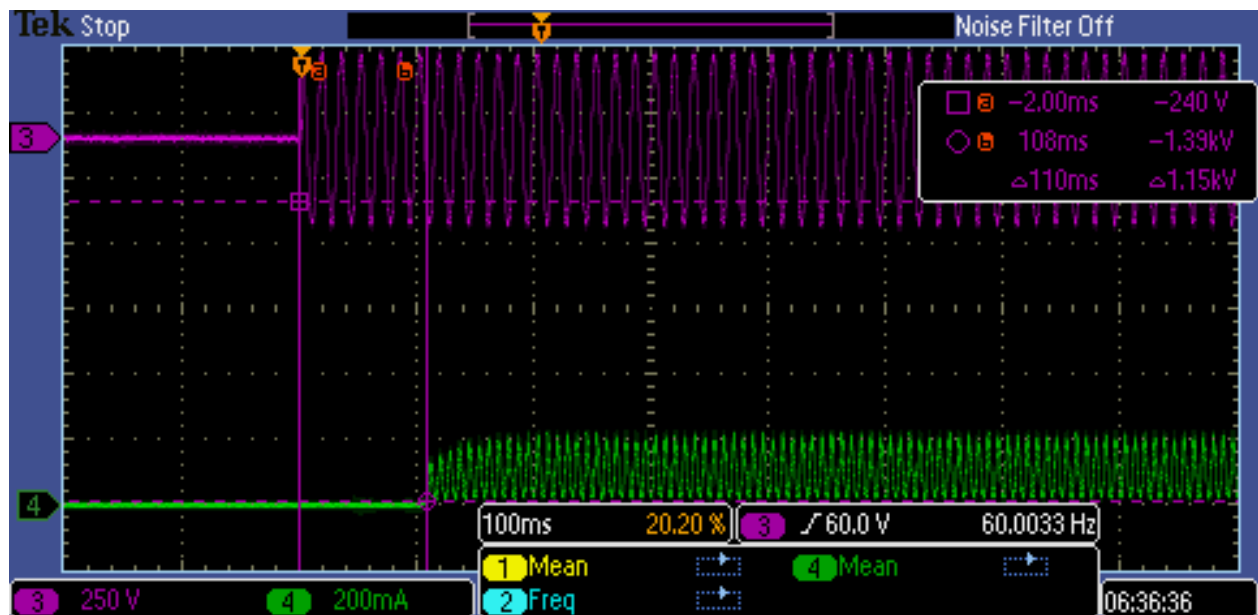 Tek Stop
Noise Filter Off
T
T
a
b
3
a -2.00ms -240 V
b 108ms -1.39kV
△110ms △1.15kV
4
100ms 20.20 % 3 60.0 V 60.0033 Hz
1 Mean 4 Mean
3 250 V 4 200mA 2 Freq 06:36:36